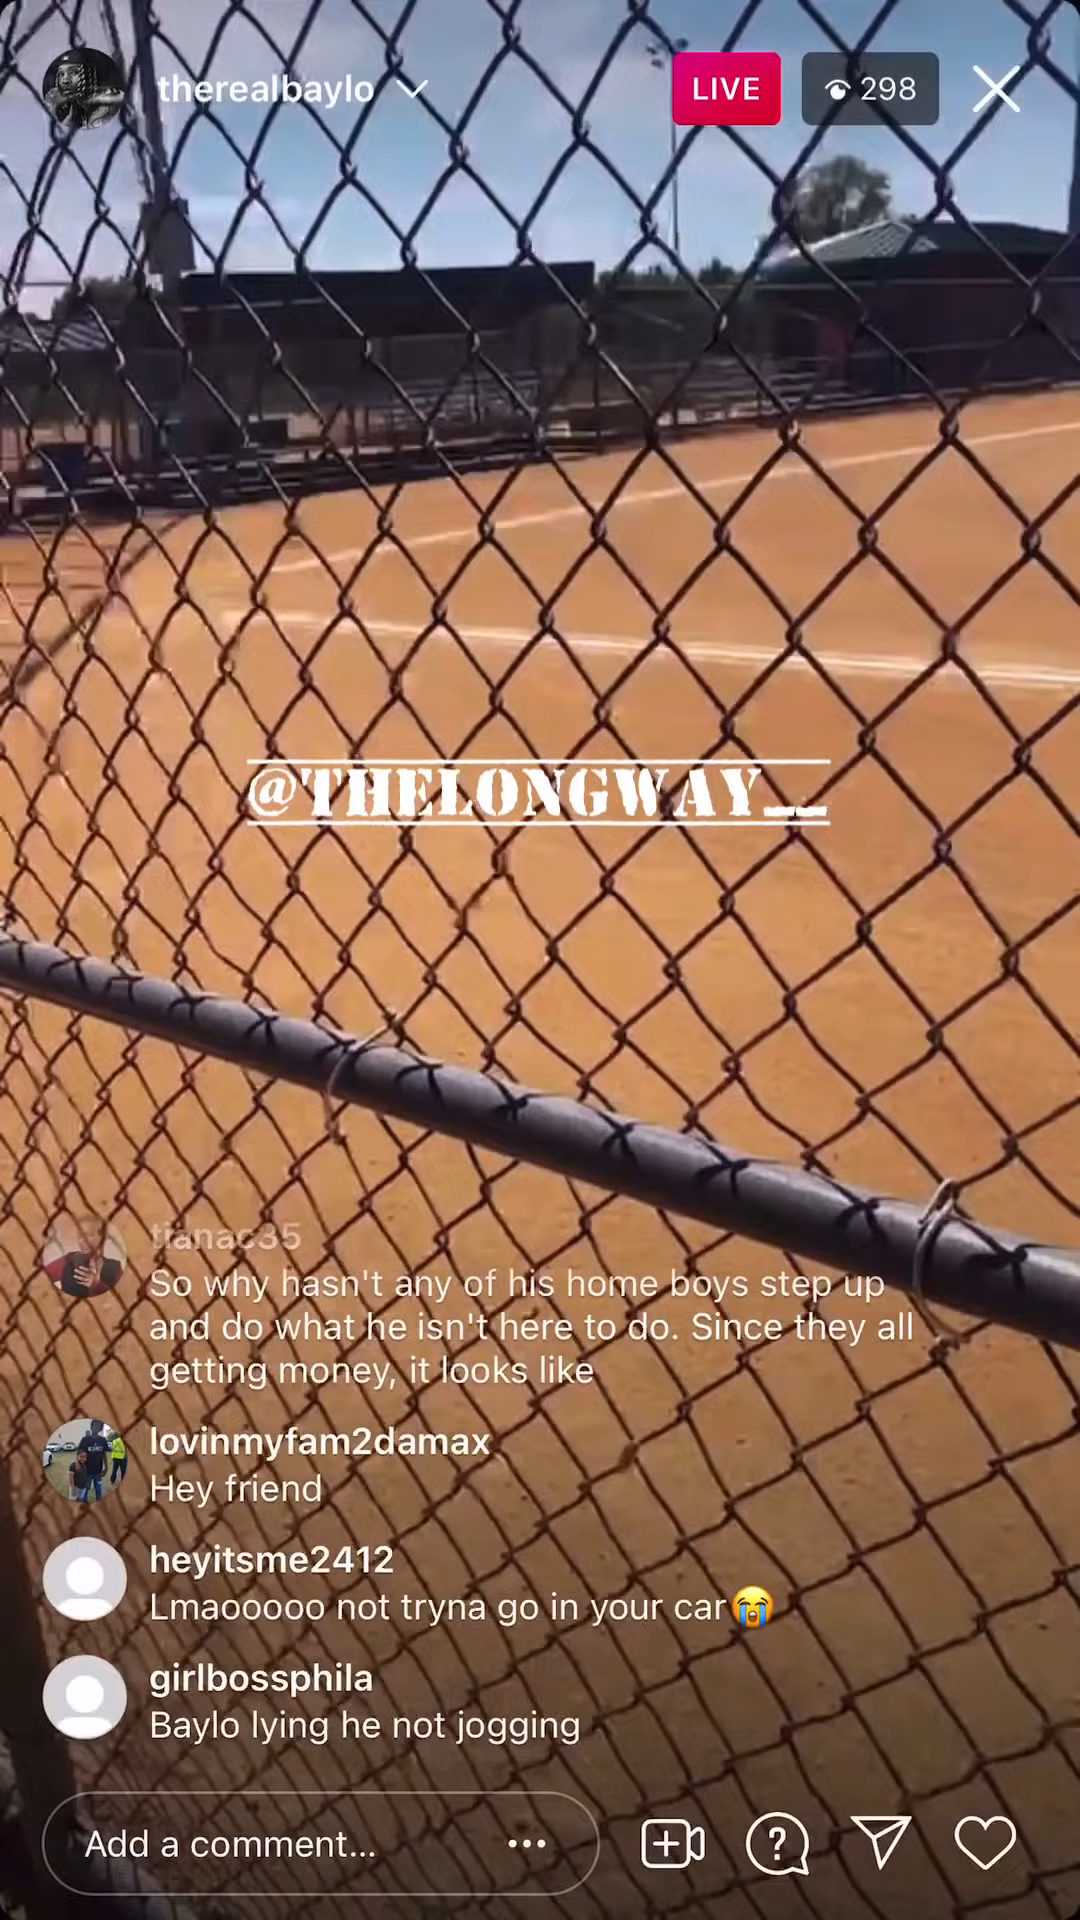 therealbaylo
LIVE
298
@THELONGWAY__
tianac35
So why hasn't any of his home boys step up
and do what he isn't here to do. Since they all
getting money, it looks like
lovinmyfam2damax
Hey friend
heyitsme2412
Lmaooooo not tryna go in your car😭
girlbossphila
Baylo lying he not jogging
Add a comment...